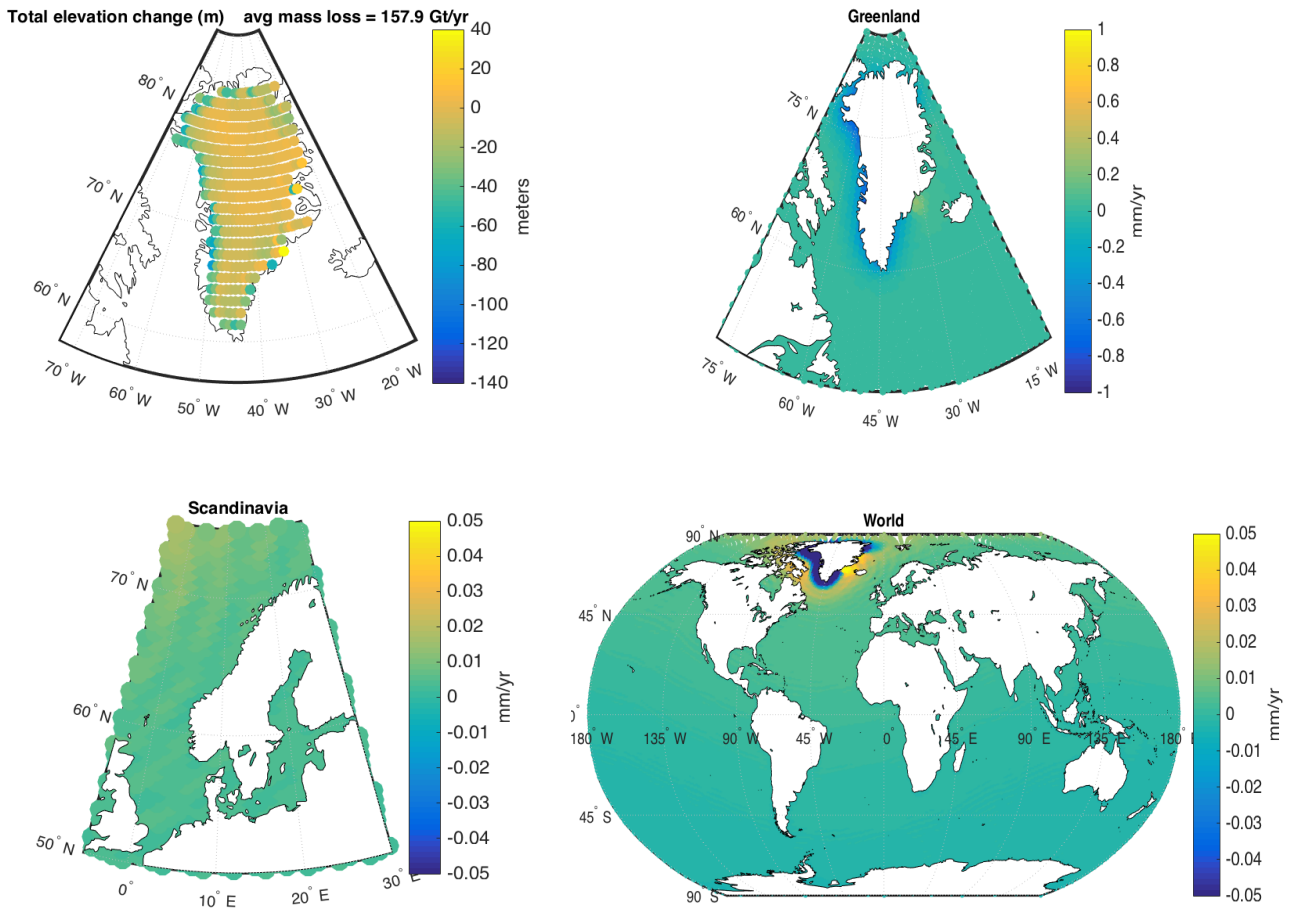 Total elevation change (m) avg mass loss = 157.9 Gt/yr
80° N
70° N
60° N
70° W
60° W
50° W
40° W
30° W
20° W
40
20
0
-20
-40
-60
-80
-100
-120
-140
meters
Greenland
75° N
60° N
75° W
60° W
45° W
30° W
15° W
1
0.8
0.6
0.4
0.2
0
-0.2
-0.4
-0.6
-0.8
-1
mm/yr
Scandinavia
70° N
60° N
50° N
0°
10° E
20° E
30° E
0.05
0.04
0.03
0.02
0.01
0
-0.01
-0.02
-0.03
-0.04
-0.05
mm/yr
World
90° N
45° N
0°
180° W
135° W
90° W
45° W
0°
45° E
90° E
135° E
180° E
45° S
90° S
0.05
0.04
0.03
0.02
0.01
0
-0.01
-0.02
-0.03
-0.04
-0.05
mm/yr